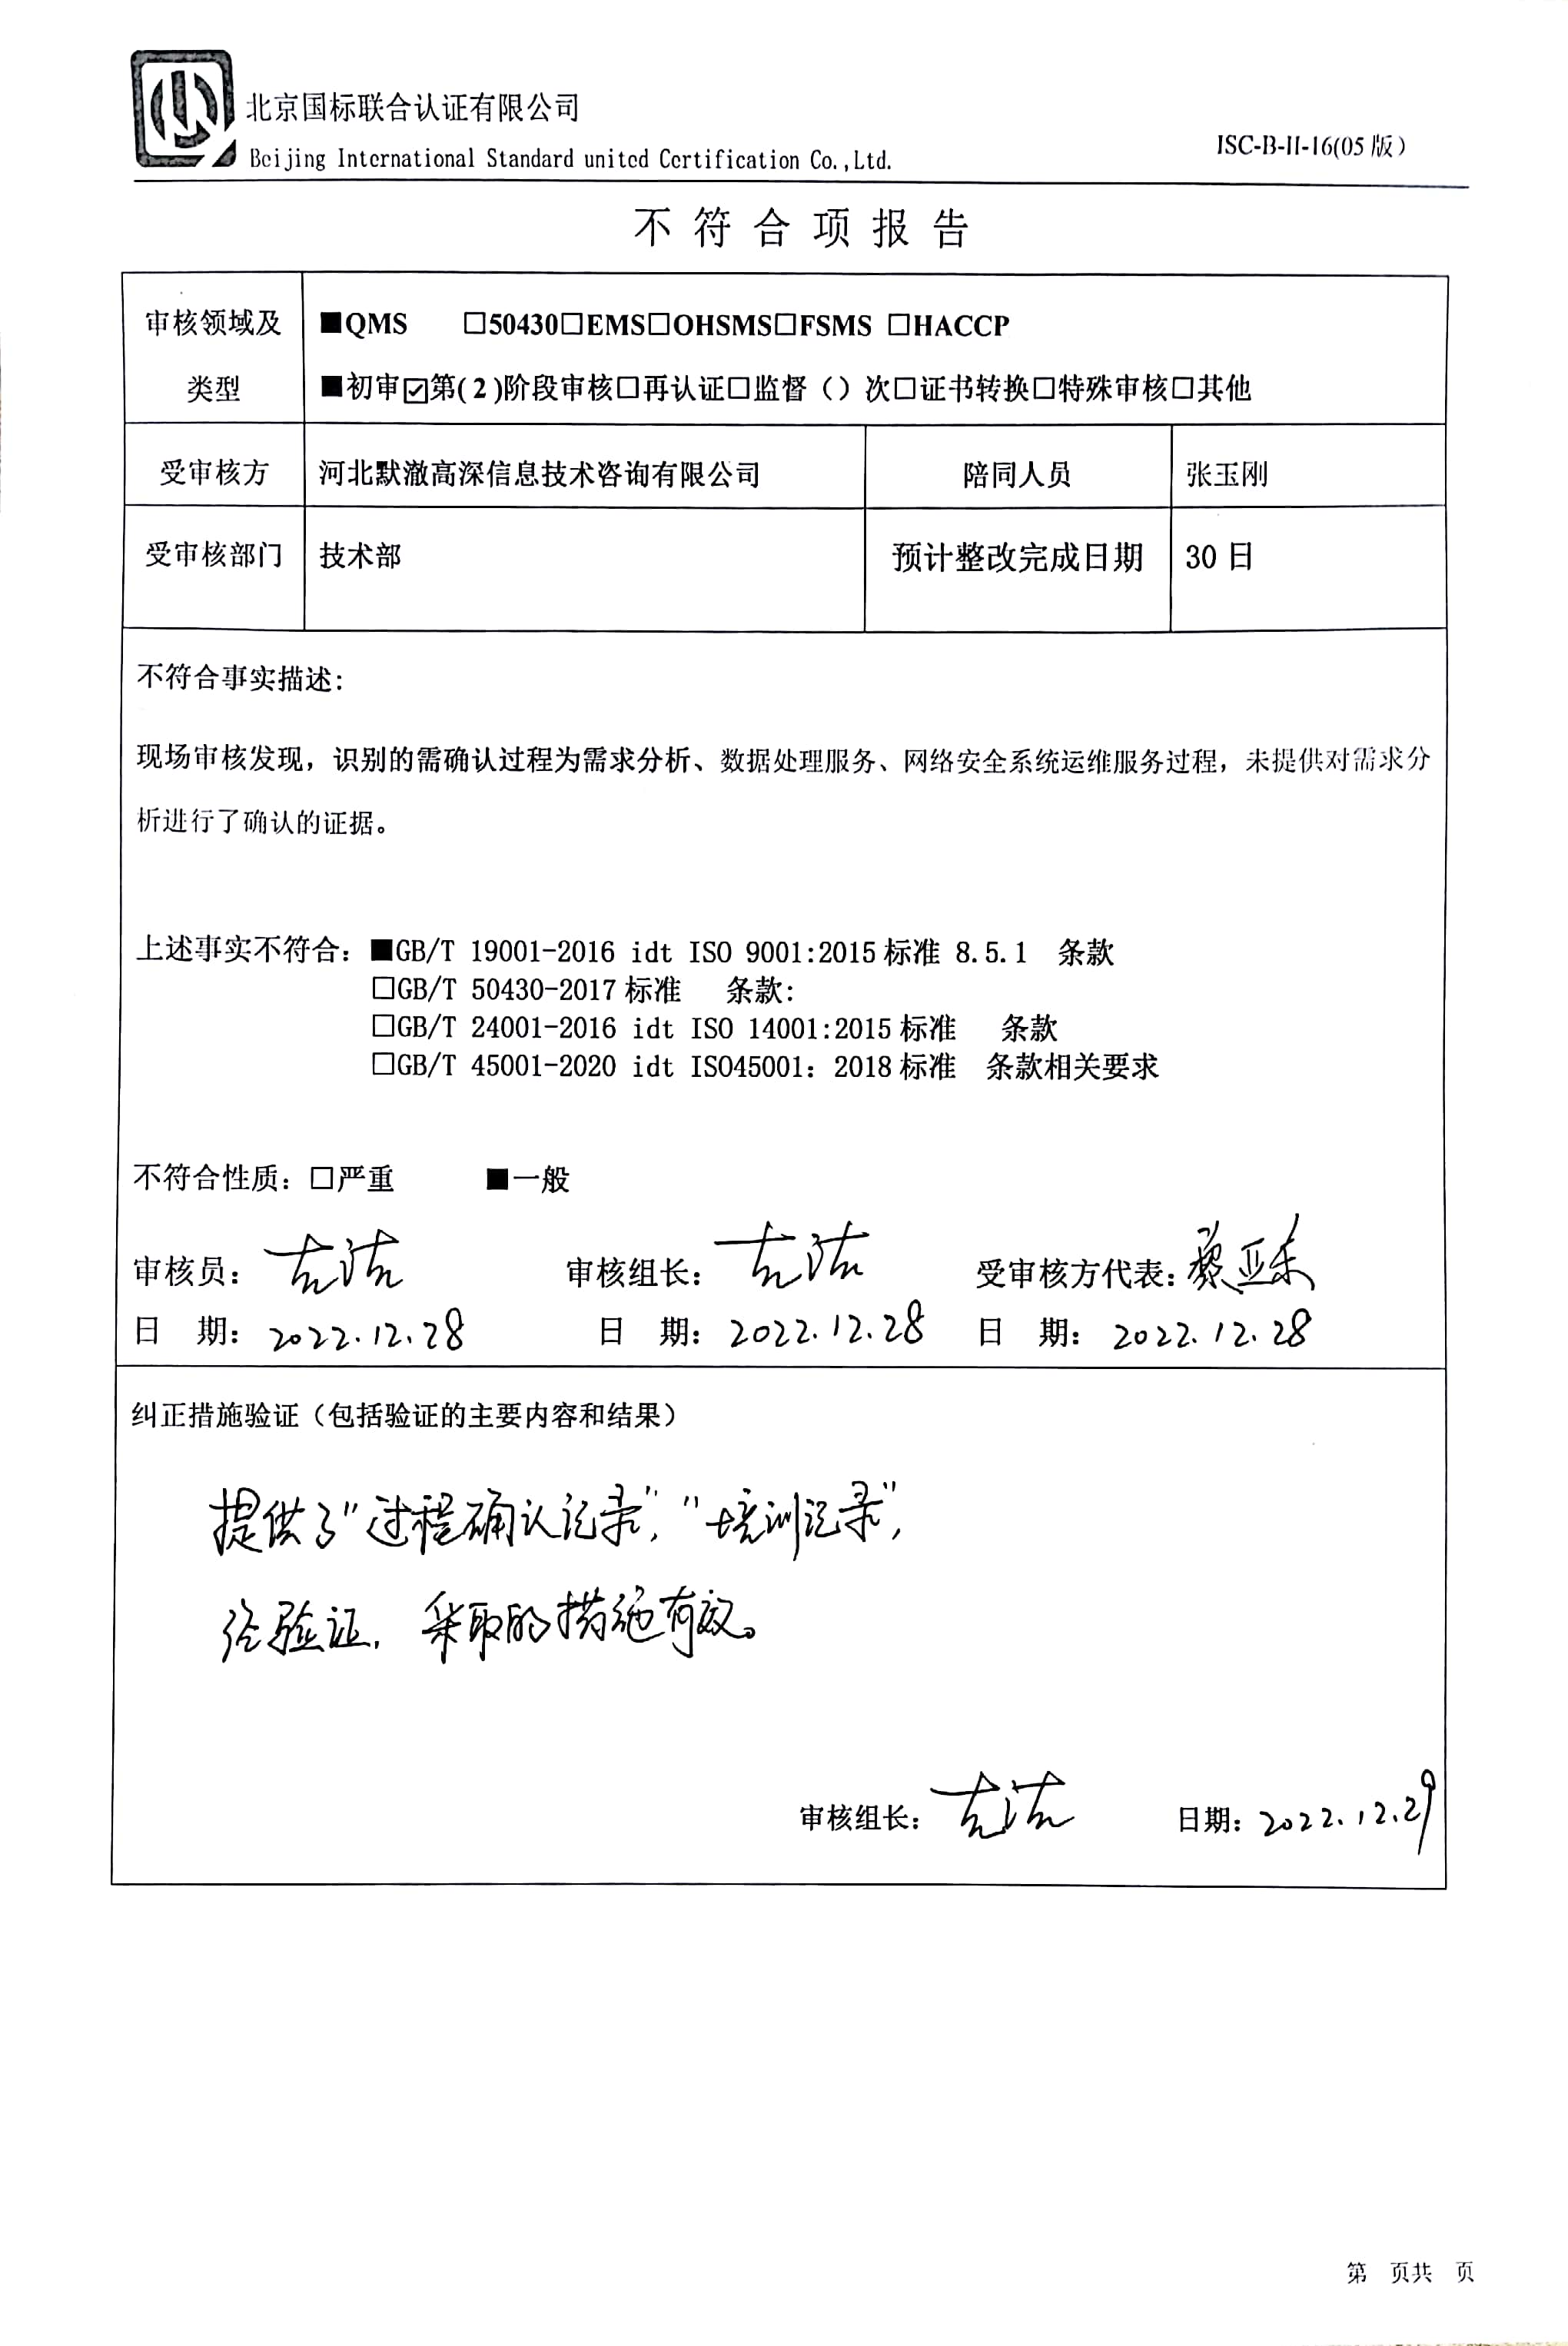 北京国标联合认证有限公司
Beijing International Standard united Certification Co.,Ltd.
ISC-B-II-16(05版)
不符合项报告
审核领域及类型
■QMS □50430□EMS□OHSMS□FSMS □HACCP
■初审☑第(2)阶段审核□再认证□监督（）次□证书转换□特殊审核□其他
受审核方 河北默澈高深信息技术咨询有限公司 陪同人员 张玉刚
受审核部门 技术部 预计整改完成日期 30日
不符合事实描述:
现场审核发现，识别的需确认过程为需求分析、数据处理服务、网络安全系统运维服务过程，未提供对需求分
析进行了确认的证据。
上述事实不符合：■GB/T 19001-2016 idt ISO 9001:2015标准 8.5.1 条款
□GB/T 50430-2017标准 条款:
□GB/T 24001-2016 idt ISO 14001:2015标准 条款
□GB/T 45001-2020 idt ISO45001：2018标准 条款相关要求
不符合性质：□严重 ■一般
审核员： 审核组长： 受审核方代表：
日 期：2022.12.28 日 期：2022.12.28 日 期：2022.12.28
纠正措施验证（包括验证的主要内容和结果）
提供了"过程确认记录"，"培训记录"，
经验证，采取的措施有效。
审核组长： 日期：2022.12.29
第 页共 页